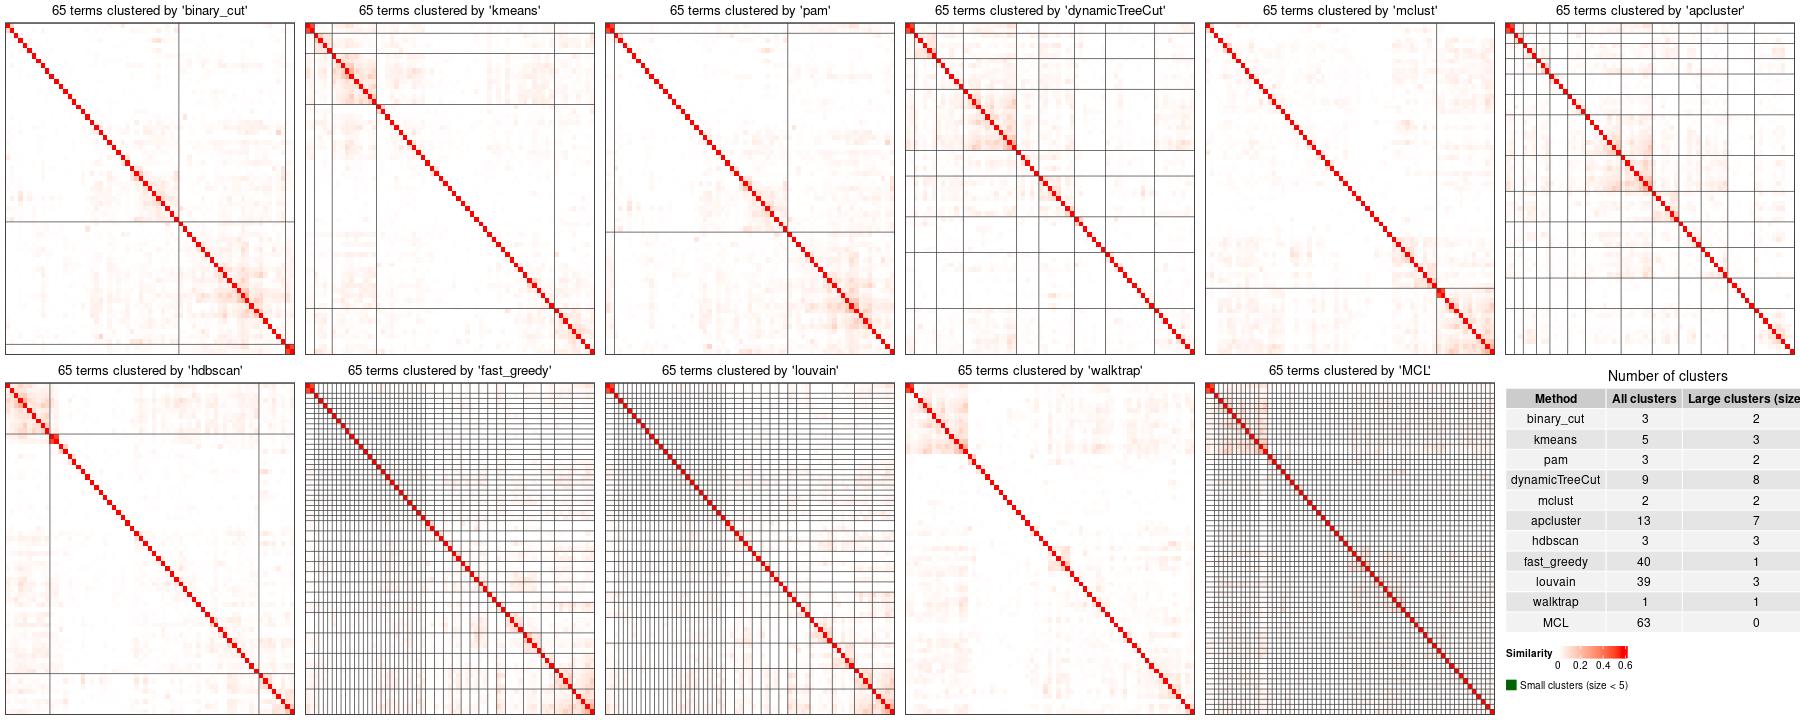 65 terms clustered by 'binary_cut'
65 terms clustered by 'kmeans'
65 terms clustered by 'pam'
65 terms clustered by 'dynamicTreeCut'
65 terms clustered by 'mclust'
65 terms clustered by 'apcluster'
65 terms clustered by 'hdbscan'
65 terms clustered by 'fast_greedy'
65 terms clustered by 'louvain'
65 terms clustered by 'walktrap'
65 terms clustered by 'MCL'
Number of clusters
Method All clusters Large clusters (size
binary_cut 3 2
kmeans 5 3
pam 3 2
dynamicTreeCut 9 8
mclust 2 2
apcluster 13 7
hdbscan 3 3
fast_greedy 40 1
louvain 39 3
walktrap 1 1
MCL 63 0
Similarity
0 0.2 0.4 0.6
Small clusters (size < 5)